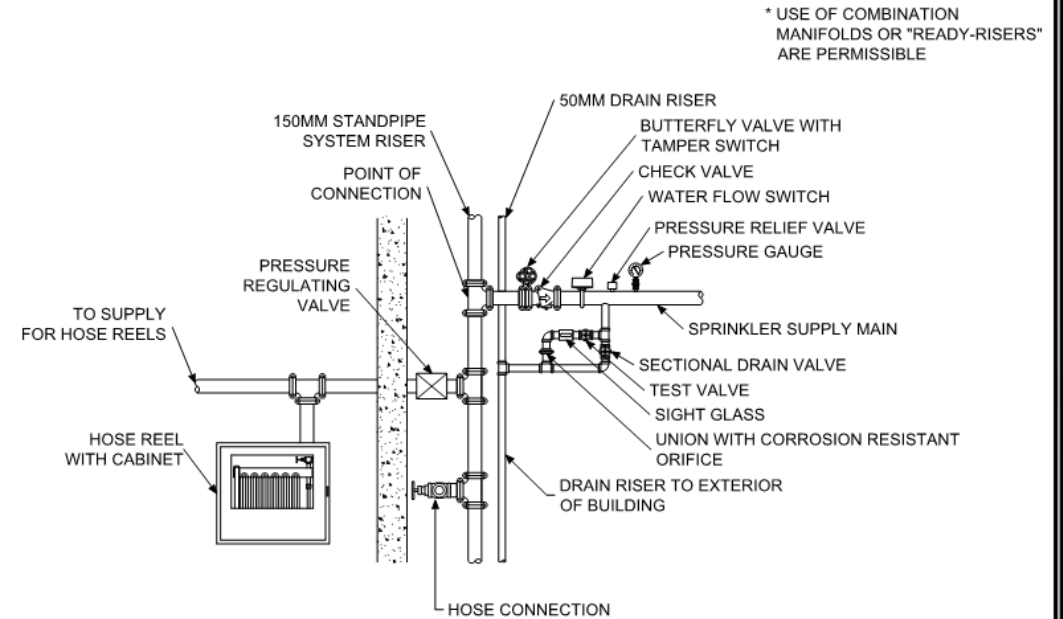 * USE OF COMBINATION
MANIFOLDS OR "READY-RISERS"
ARE PERMISSIBLE
50MM DRAIN RISER
150MM STANDPIPE
SYSTEM RISER
BUTTERFLY VALVE WITH
TAMPER SWITCH
POINT OF
CONNECTION
CHECK VALVE
WATER FLOW SWITCH
PRESSURE RELIEF VALVE
PRESSURE GAUGE
PRESSURE
REGULATING
VALVE
TO SUPPLY
FOR HOSE REELS
SPRINKLER SUPPLY MAIN
SECTIONAL DRAIN VALVE
TEST VALVE
SIGHT GLASS
HOSE REEL
WITH CABINET
UNION WITH CORROSION RESISTANT
ORIFICE
DRAIN RISER TO EXTERIOR
OF BUILDING
HOSE CONNECTION